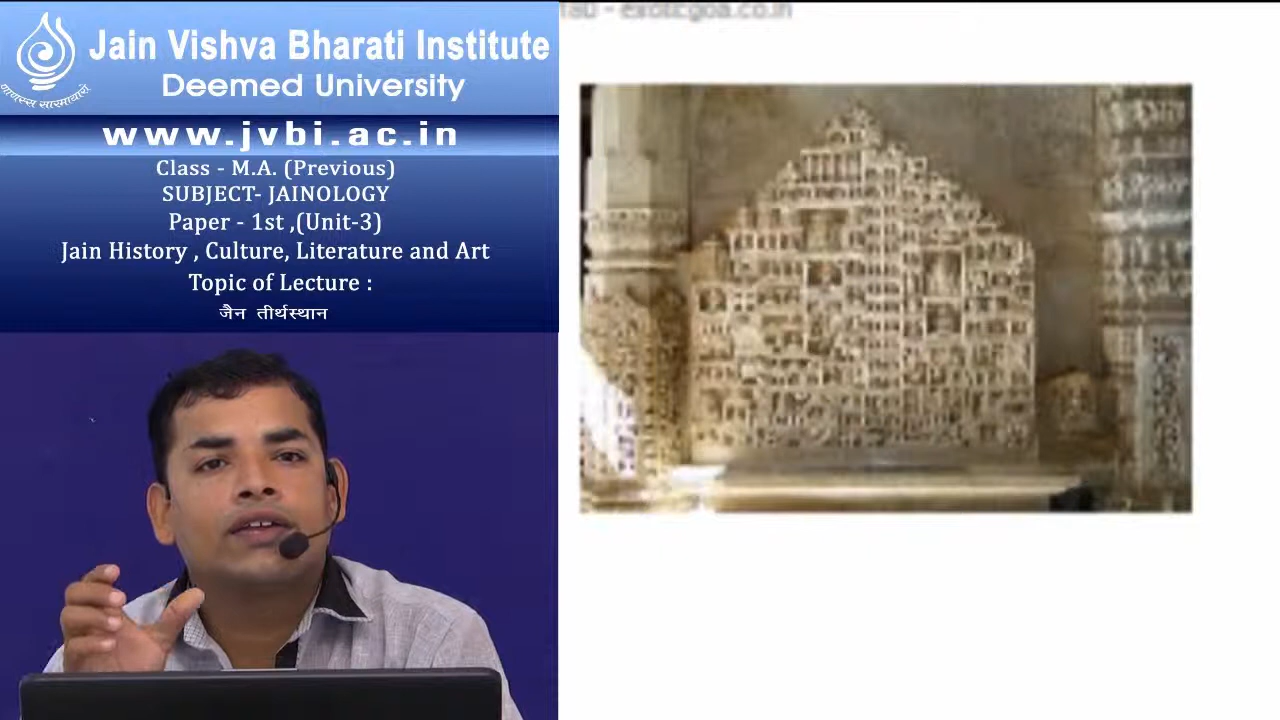 Jain Vishva Bharati Institute
Deemed University
www.jvbi.ac.in
Class - M.A. (Previous)
SUBJECT- JAINOLOGY
Paper - 1st ,(Unit-3)
Jain History , Culture, Literature and Art
Topic of Lecture :
जैन तीर्थस्थान